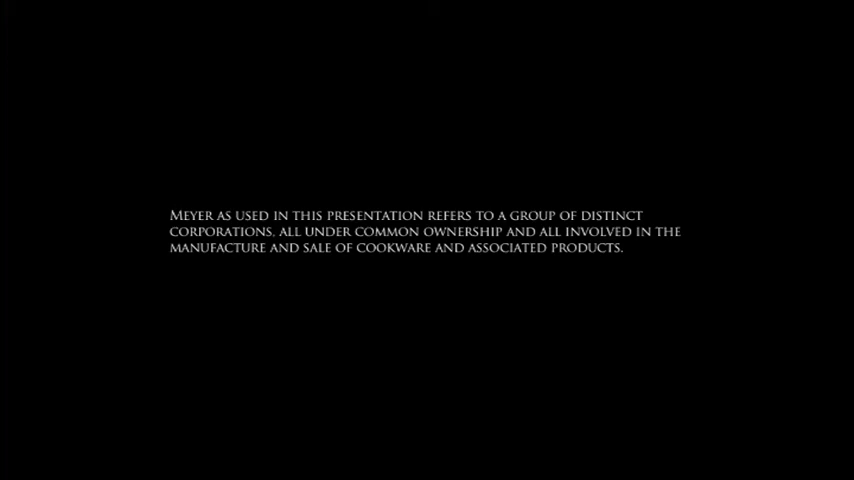 Meyer as used in this presentation refers to a group of distinct
corporations, all under common ownership and all involved in the
manufacture and sale of cookware and associated products.